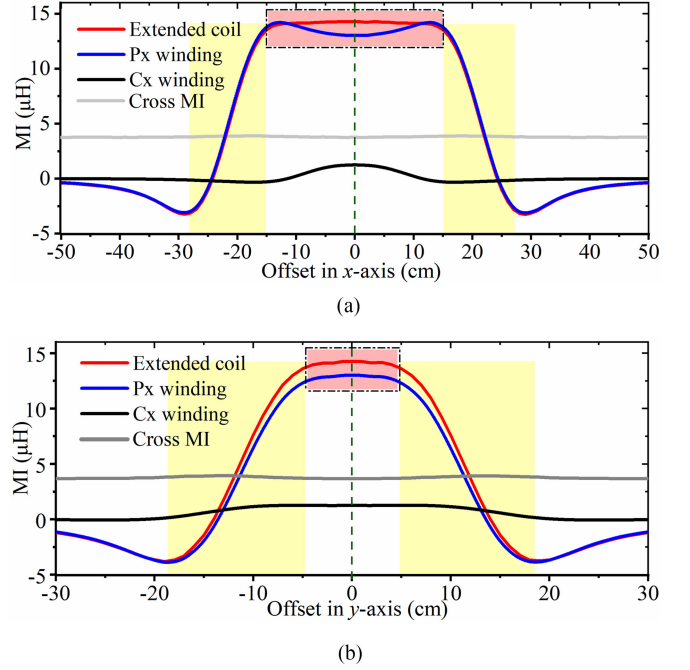 15
10
5
0
-5
MI (μH)
Extended coil
Px winding
Cx winding
Cross MI
-50 -40 -30 -20 -10 0 10 20 30 40 50
Offset in x-axis (cm)
(a)
15
10
5
0
-5
MI (μH)
Extended coil
Px winding
Cx winding
Cross MI
-30 -20 -10 0 10 20 30
Offset in y-axis (cm)
(b)